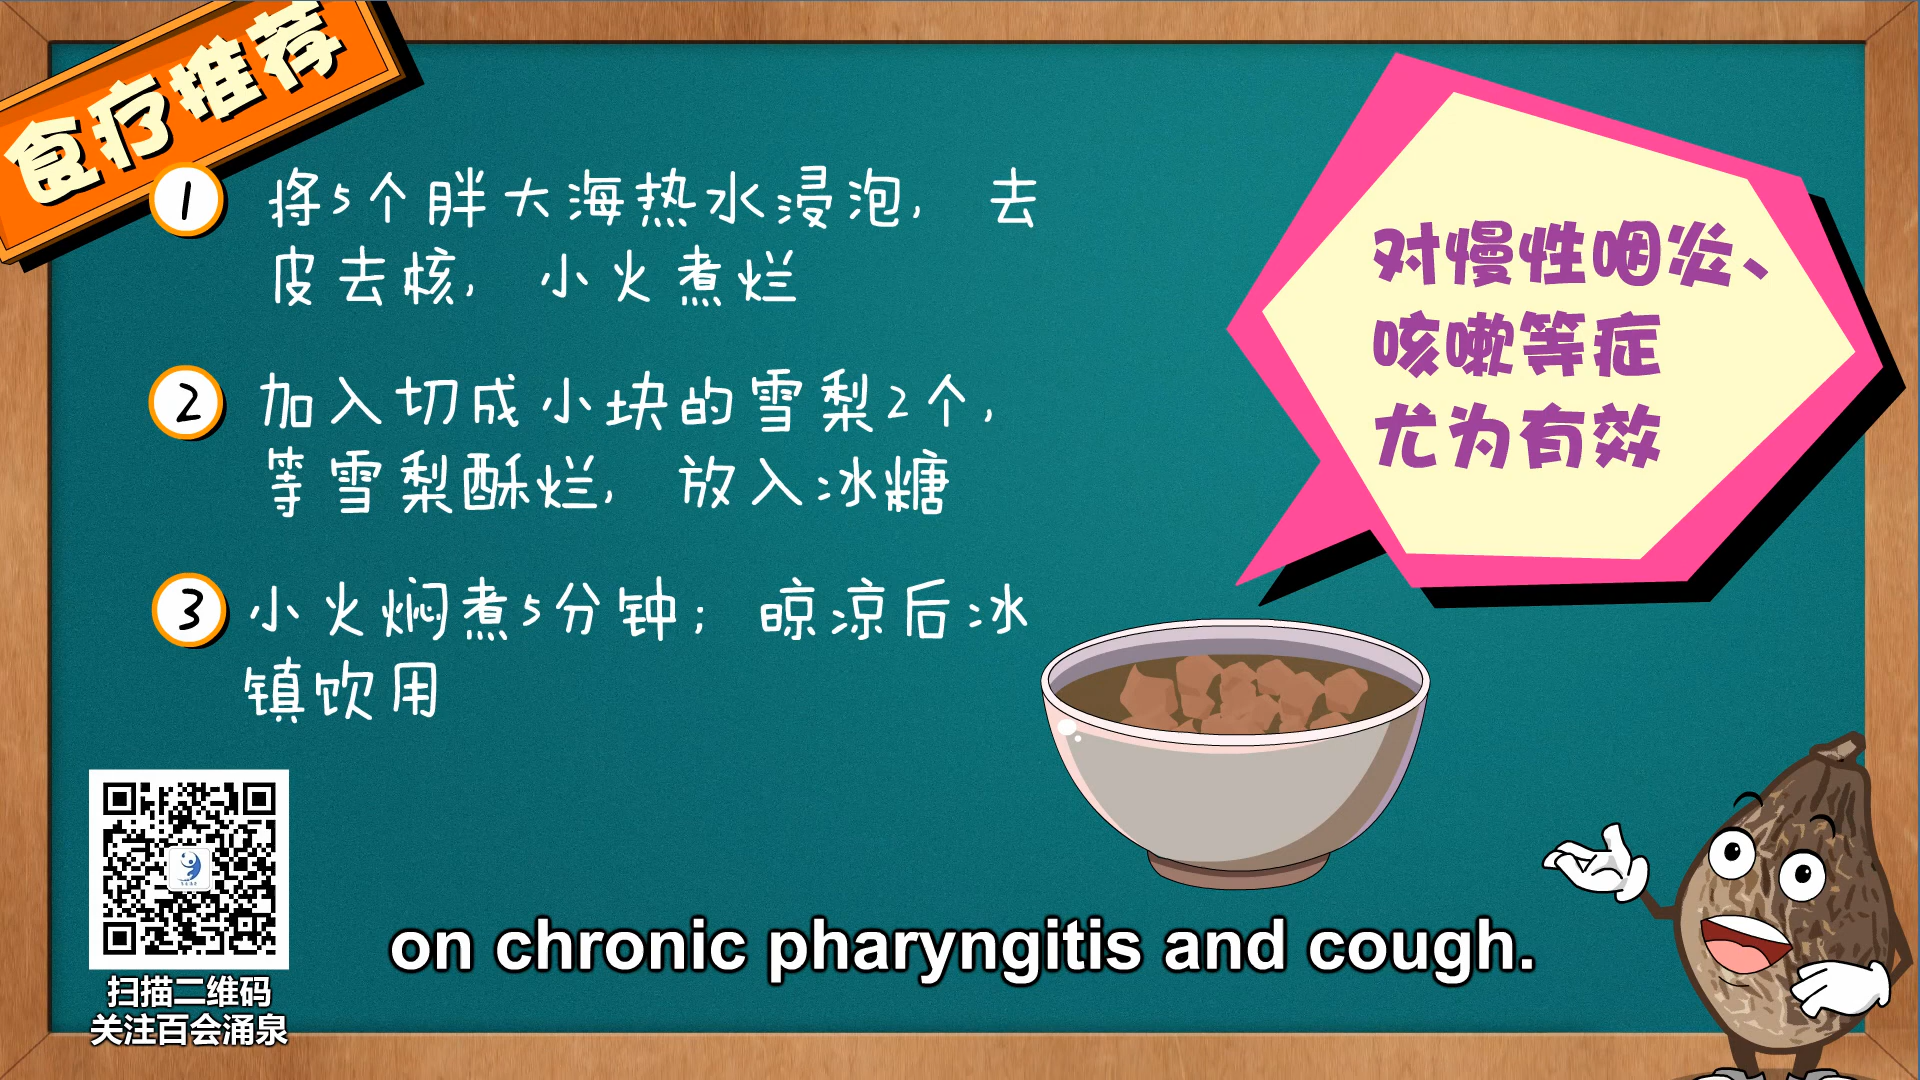 食疗推荐
1 将5个胖大海热水浸泡，去
皮去核，小火煮烂
2 加入切成小块的雪梨2个，
等雪梨酥烂，放入冰糖
3 小火焖煮5分钟；晾凉后冰
镇饮用
对慢性咽炎、
咳嗽等症
尤为有效
扫描二维码
关注百会涌泉
on chronic pharyngitis and cough.